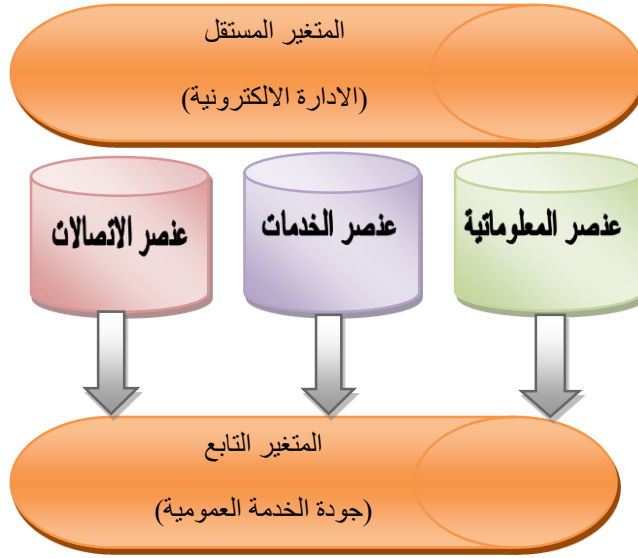 المتغير المستقل
(الادارة الالكترونية)
عنصر المعلوماتية
عنصر الخدمات
عنصر الاتصالات
المتغير التابع
(جودة الخدمة العمومية)